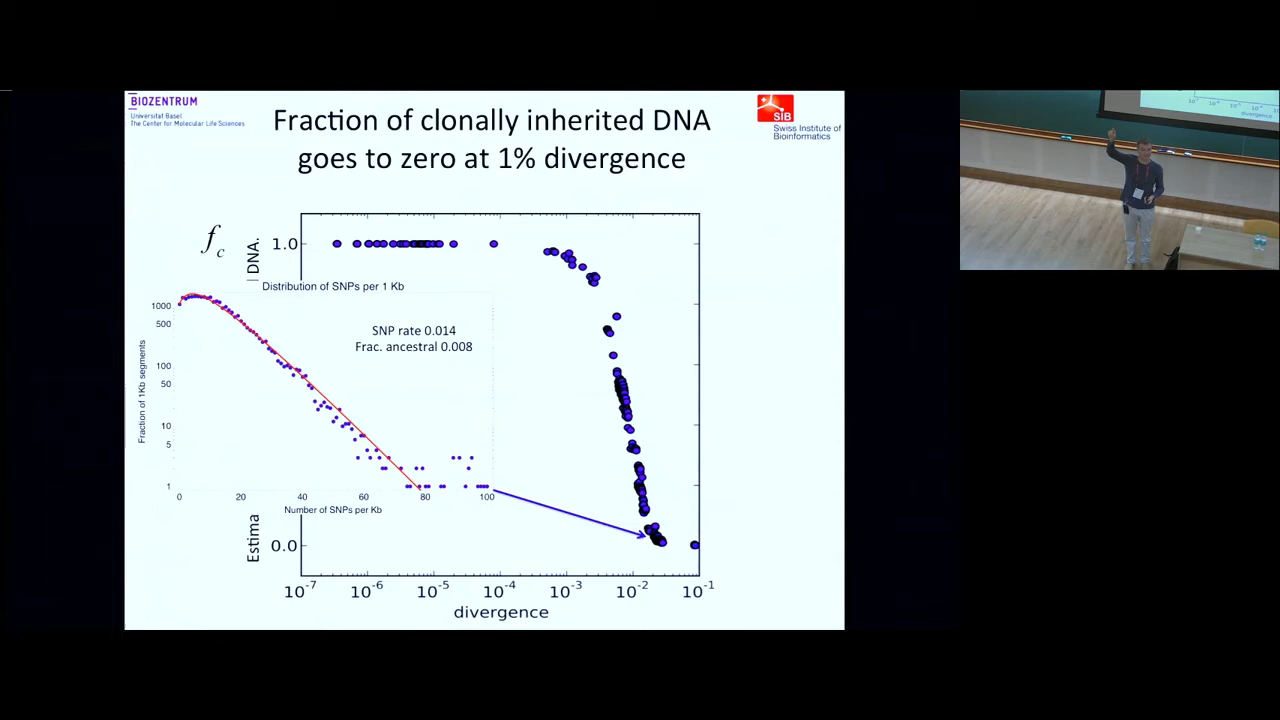 BIOZENTRUM
Universität Basel
The Center for Molecular Life Sciences
Fraction of clonally inherited DNA
goes to zero at 1% divergence
SIB
Swiss Institute of
Bioinformatics
f_c
1.0
DNA.
Distribution of SNPs per 1 Kb
SNP rate 0.014
Frac. ancestral 0.008
Fraction of 1Kb segments
1000
500
100
50
10
5
1
0 20 40 60 80 100
Number of SNPs per Kb
Estima
0.0
10^-7 10^-6 10^-5 10^-4 10^-3 10^-2 10^-1
divergence